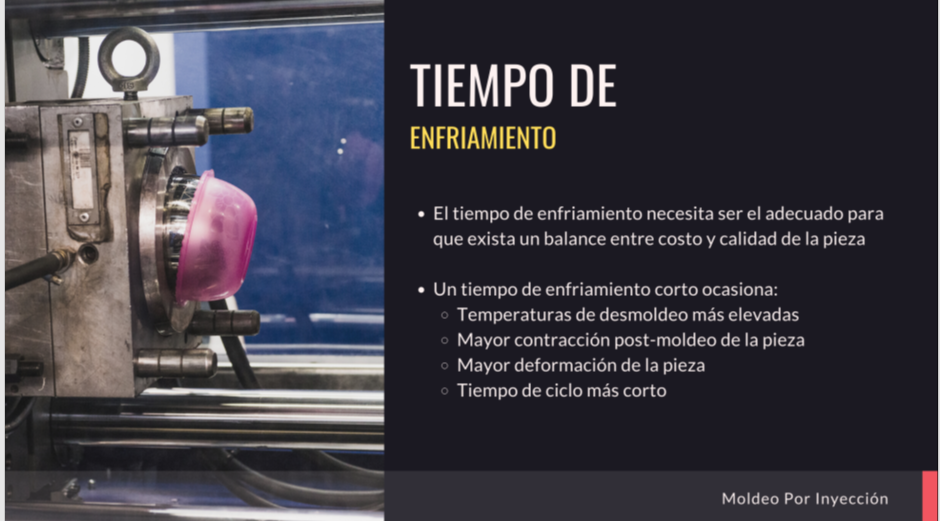 TIEMPO DE
ENFRIAMIENTO
• El tiempo de enfriamiento necesita ser el adecuado para
que exista un balance entre costo y calidad de la pieza
• Un tiempo de enfriamiento corto ocasiona:
○ Temperaturas de desmoldeo más elevadas
○ Mayor contracción post-moldeo de la pieza
○ Mayor deformación de la pieza
○ Tiempo de ciclo más corto
Moldeo Por Inyección